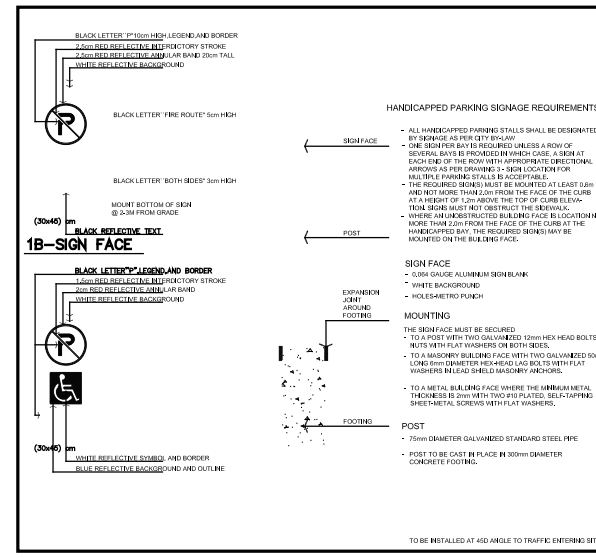 BLACK LETTER "P"10cm HIGH,LEGEND,AND BORDER
2,5cm RED REFLECTIVE INTERDICTORY STROKE
2,5cm RED REFLECTIVE ANNULAR BAND 20cm TALL
WHITE REFLECTIVE BACKGROUND
P
BLACK LETTER "FIRE ROUTE" 5cm HIGH
BLACK LETTER "BOTH SIDES" 3cm HIGH
MOUNT BOTTOM OF SIGN
@ 2-3M FROM GRADE
(30x46) cm
BLACK REFLECTIVE TEXT
1B-SIGN FACE
BLACK LETTER"P",LEGEND,AND BORDER
1,5cm RED REFLECTIVE INTERDICTORY STROKE
2cm RED REFLECTIVE ANNULAR BAND
WHITE REFLECTIVE BACKGROUND
P
(30x46) cm
WHITE REFLECTIVE SYMBOL AND BORDER
BLUE REFLECTIVE BACKGROUND AND OUTLINE
SIGN FACE
POST
EXPANSION
JOINT
AROUND
FOOTING
FOOTING
HANDICAPPED PARKING SIGNAGE REQUIREMENTS
- ALL HANDICAPPED PARKING STALLS SHALL BE DESIGNATED
BY SIGNAGE AS PER CITY BY-LAW
- ONE SIGN PER BAY IS REQUIRED UNLESS A ROW OF
SEVERAL BAYS IS PROVIDED IN WHICH CASE, A SIGN AT
EACH END OF THE ROW WITH APPROPRIATE DIRECTIONAL
ARROWS AS PER DRAWING 3 - SIGN LOCATION FOR
MULTIPLE PARKING STALLS IS ACCEPTABLE.
- THE REQUIRED SIGN(S) MUST BE MOUNTED AT LEAST 0,6m
AND NOT MORE THAN 2,0m FROM THE FACE OF THE CURB
AT A HEIGHT OF 1,2m ABOVE THE TOP OF CURB ELEVA-
TION. SIGNS MUST NOT OBSTRUCT THE SIDEWALK.
- WHERE AN UNOBSTRUCTED BUILDING FACE IS LOCATION N
MORE THAN 2,0m FROM THE FACE OF THE CURB AT THE
HANDICAPPED BAY, THE REQUIRED SIGN(S) MAY BE
MOUNTED ON THE BUILDING FACE.
SIGN FACE
- 0,064 GAUGE ALUMINUM SIGN BLANK
- WHITE BACKGROUND
- HOLES-METRO PUNCH
MOUNTING
THE SIGN FACE MUST BE SECURED
- TO A POST WITH TWO GALVANIZED 12mm HEX HEAD BOLTS
NUTS WITH FLAT WASHERS ON BOTH SIDES.
- TO A MASONRY BUILDING FACE WITH TWO GALVANIZED 50
LONG 6mm DIAMETER HEX-HEAD LAG BOLTS WITH FLAT
WASHERS IN LEAD SHIELD MASONRY ANCHORS.
- TO A METAL BUILDING FACE WHERE THE MINIMUM METAL
THICKNESS IS 2mm WITH TWO #10 PLATED, SELF-TAPPING
SHEET-METAL SCREWS WITH FLAT WASHERS.
POST
- 75mm DIAMETER GALVANIZED STANDARD STEEL PIPE
- POST TO BE CAST IN PLACE IN 300mm DIAMETER
CONCRETE FOOTING.
TO BE INSTALLED AT 45D ANGLE TO TRAFFIC ENTERING SIT